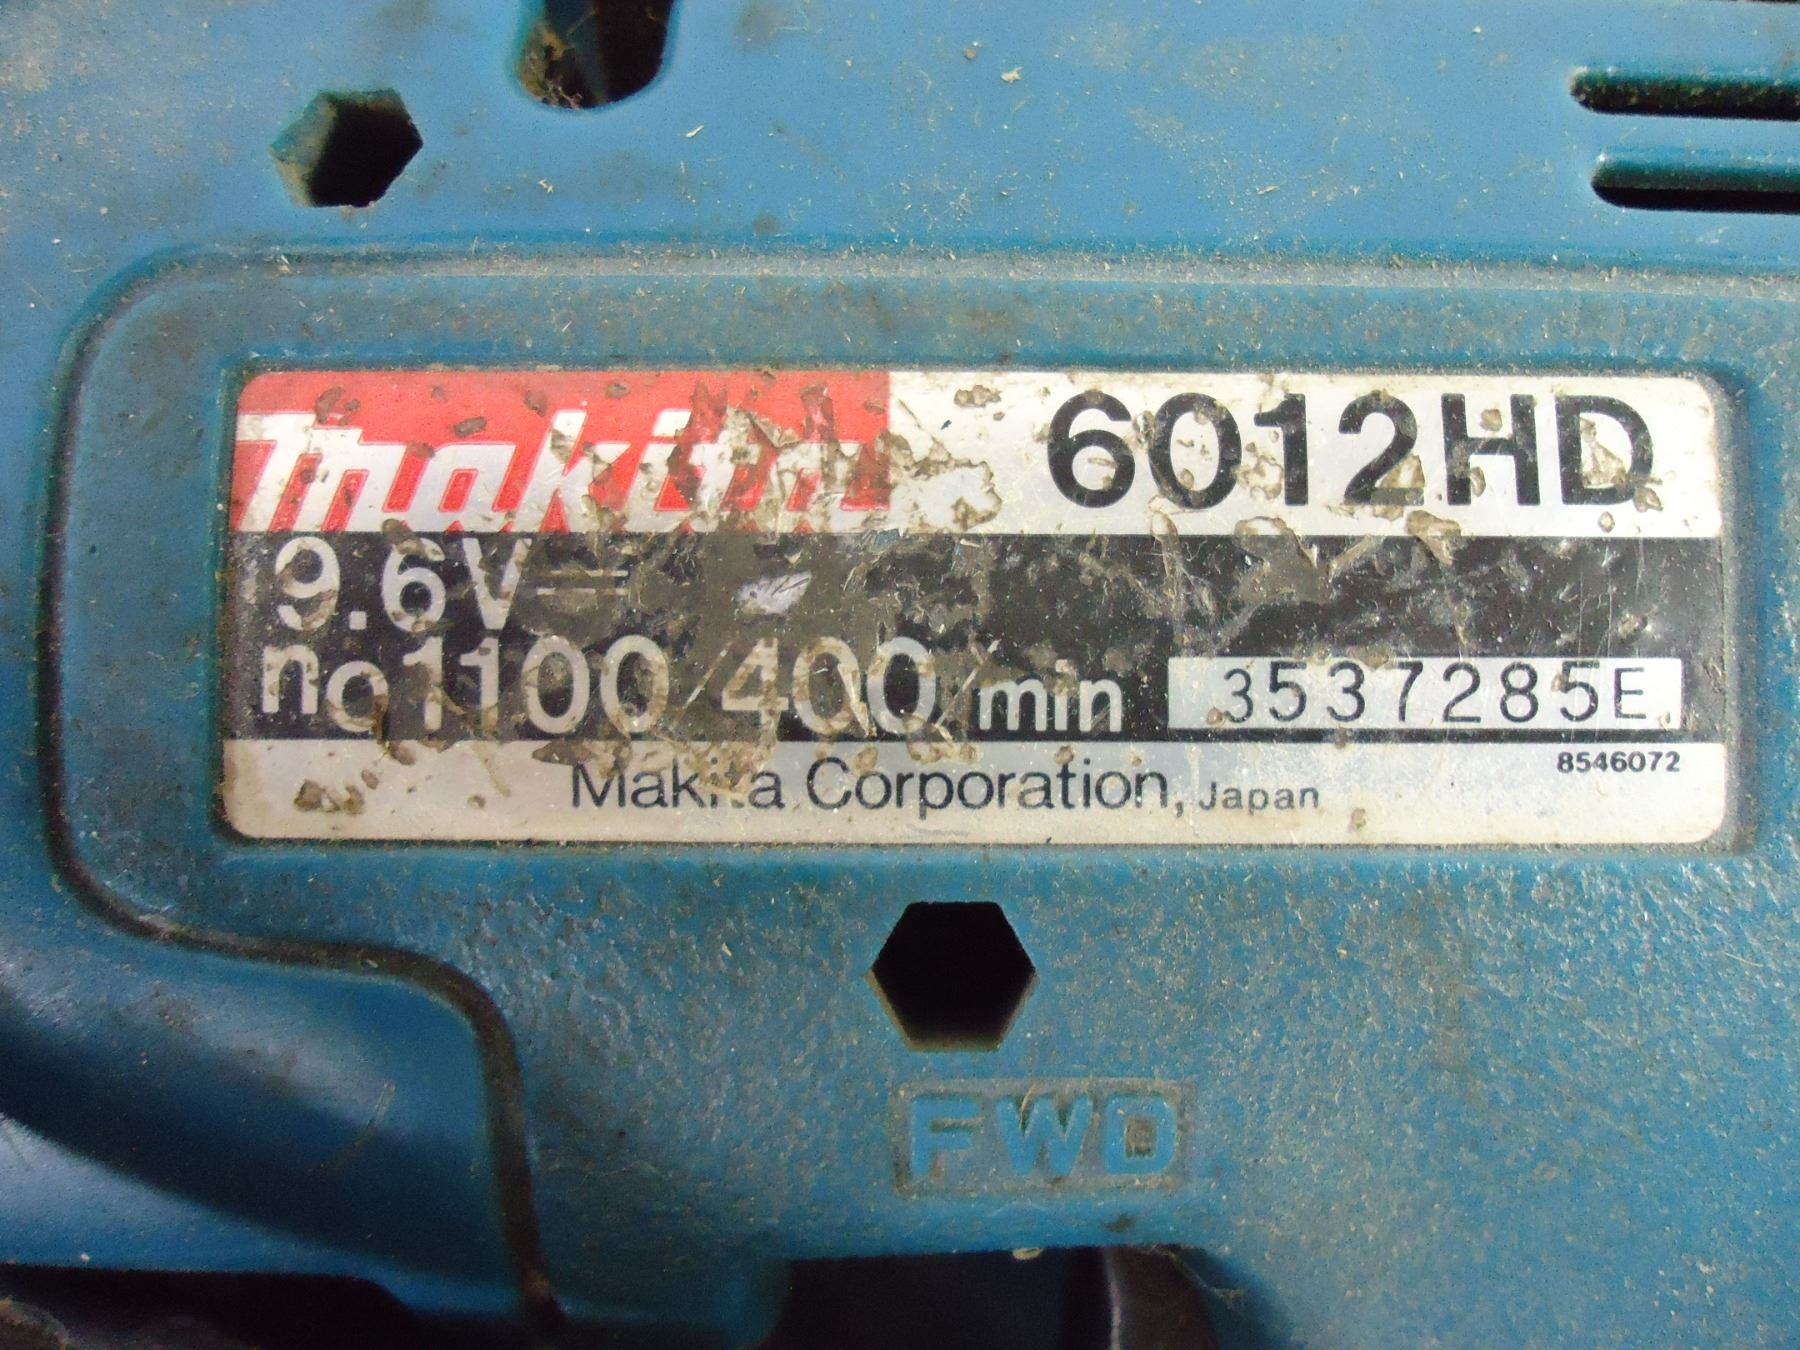 makita 6012HD
9.6V⎓
no1100/400/min 3537285E
Makita Corporation, Japan 8546072
FWD